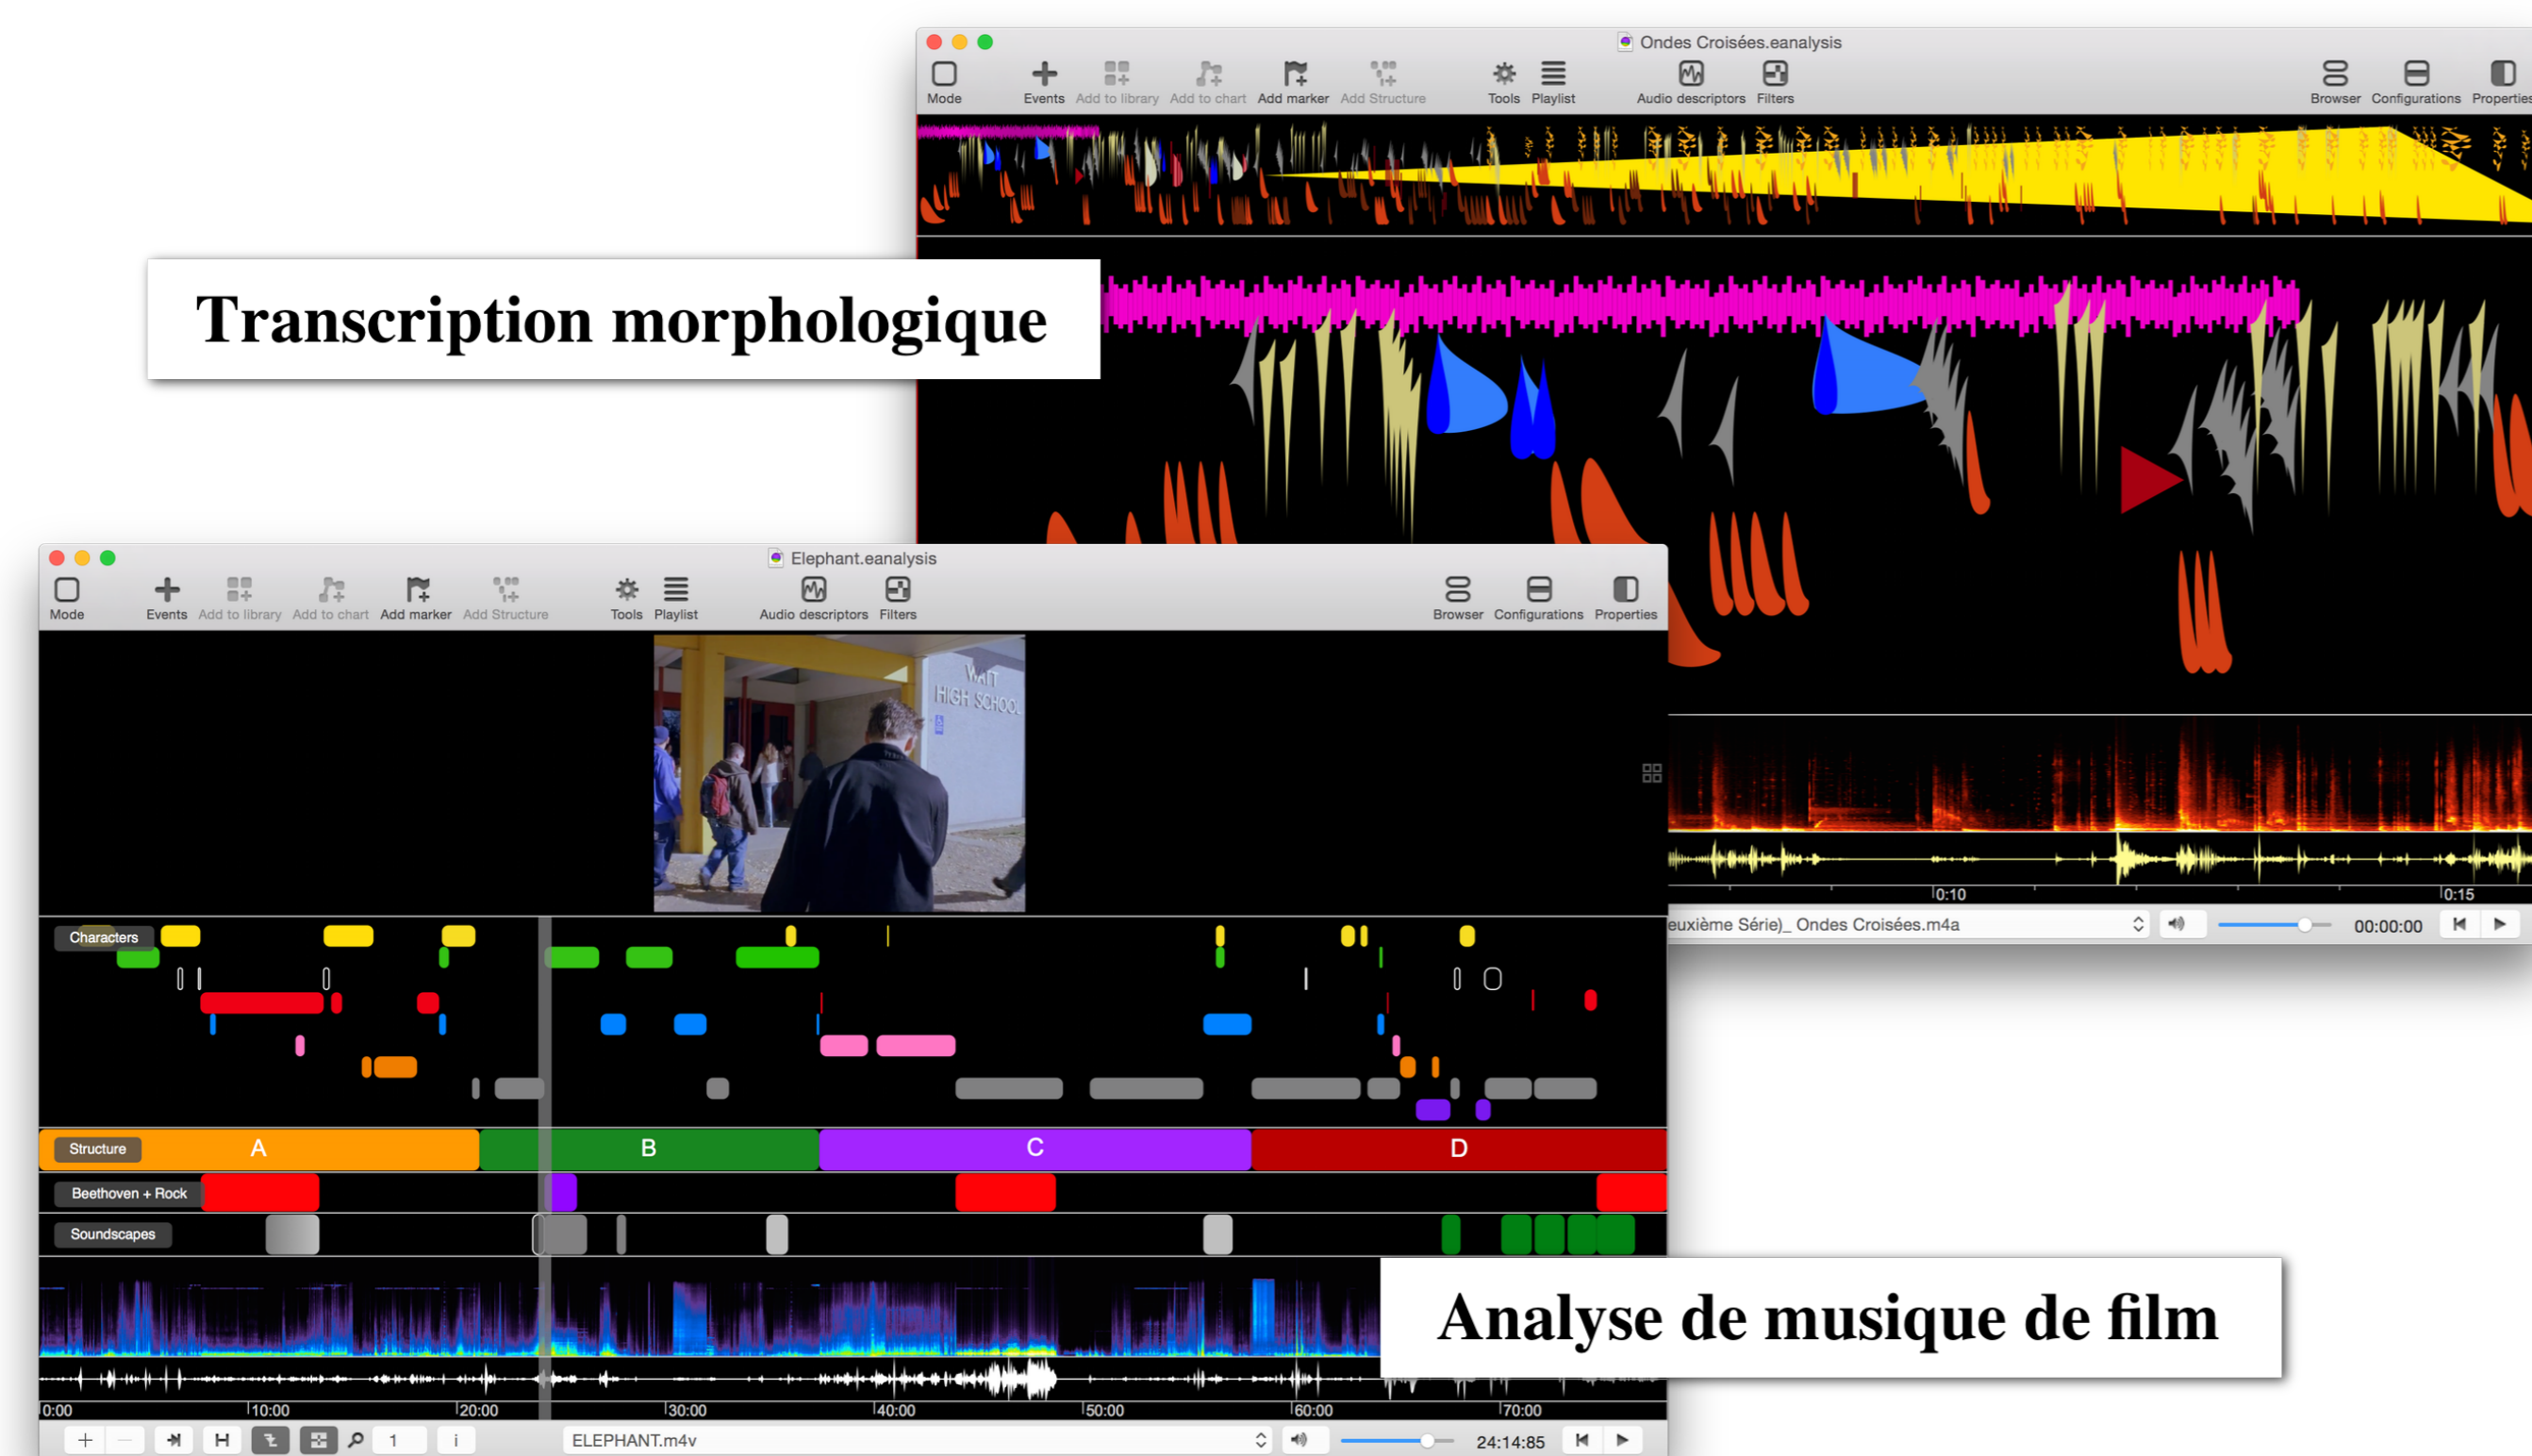 Ondes Croisées.eanalysis
Mode Events Add to library Add to chart Add marker Add Structure Tools Playlist Audio descriptors Filters Browser Configurations Properties
Transcription morphologique
0:10 0:15
euxième Série)_ Ondes Croisées.m4a 00:00:00
Elephant.eanalysis
Mode Events Add to library Add to chart Add marker Add Structure Tools Playlist Audio descriptors Filters Browser Configurations Properties
WATT
HIGH SCHOOL
Characters
Structure A B C D
Beethoven + Rock
Soundscapes
Analyse de musique de film
0:00 10:00 20:00 30:00 40:00 50:00 60:00 70:00
1 i ELEPHANT.m4v 24:14:85